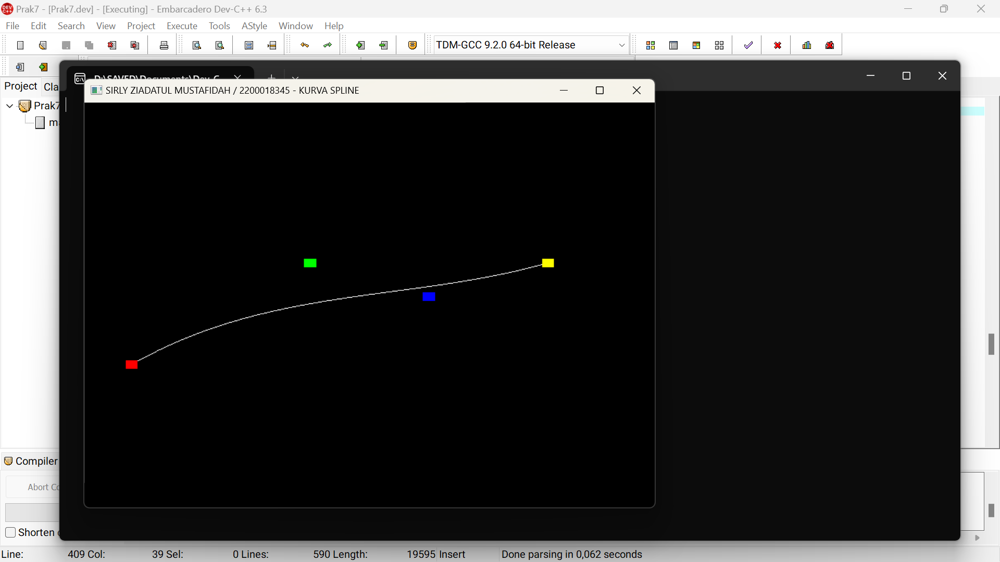 Prak7 - [Prak7.dev] - [Executing] - Embarcadero Dev-C++ 6.3
File Edit Search View Project Execute Tools AStyle Window Help
TDM-GCC 9.2.0 64-bit Release
D:\SAVED\Documents\Dev-C
Project Cla
SIRLY ZIADATUL MUSTAFIDAH / 2200018345 - KURVA SPLINE
Prak7
ma
Compiler
Abort Co
Shorten
Line: 409 Col: 39 Sel: 0 Lines: 590 Length: 19595 Insert Done parsing in 0,062 seconds